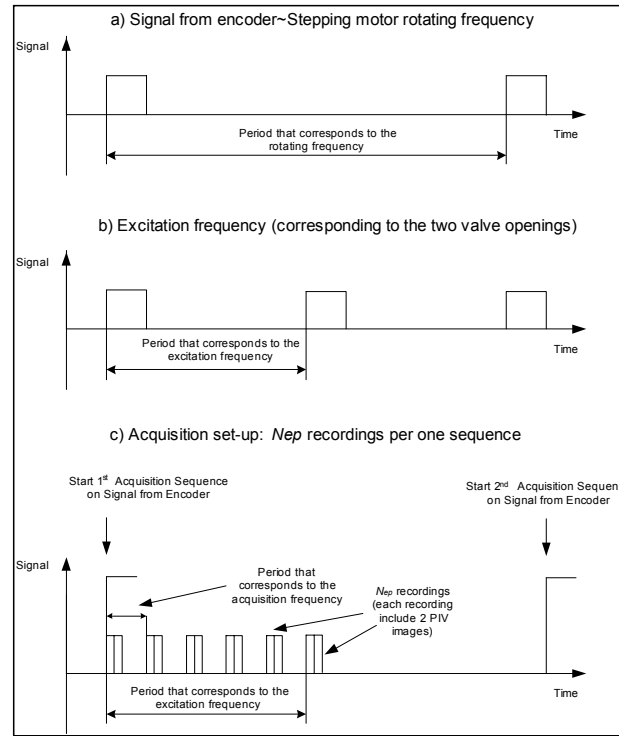 a) Signal from encoder~Stepping motor rotating frequency
Signal
Period that corresponds to the
rotating frequency
Time
b) Excitation frequency (corresponding to the two valve openings)
Signal
Period that corresponds to the
excitation frequency
Time
c) Acquisition set-up: Nep recordings per one sequence
Start 1st Acquisition Sequence
on Signal from Encoder
Start 2nd Acquisition Sequen
on Signal from Encoder
Signal
Period that
corresponds to the
acquisition frequency
Nep recordings
(each recording
include 2 PIV
images)
Period that corresponds to the
excitation frequency
Time